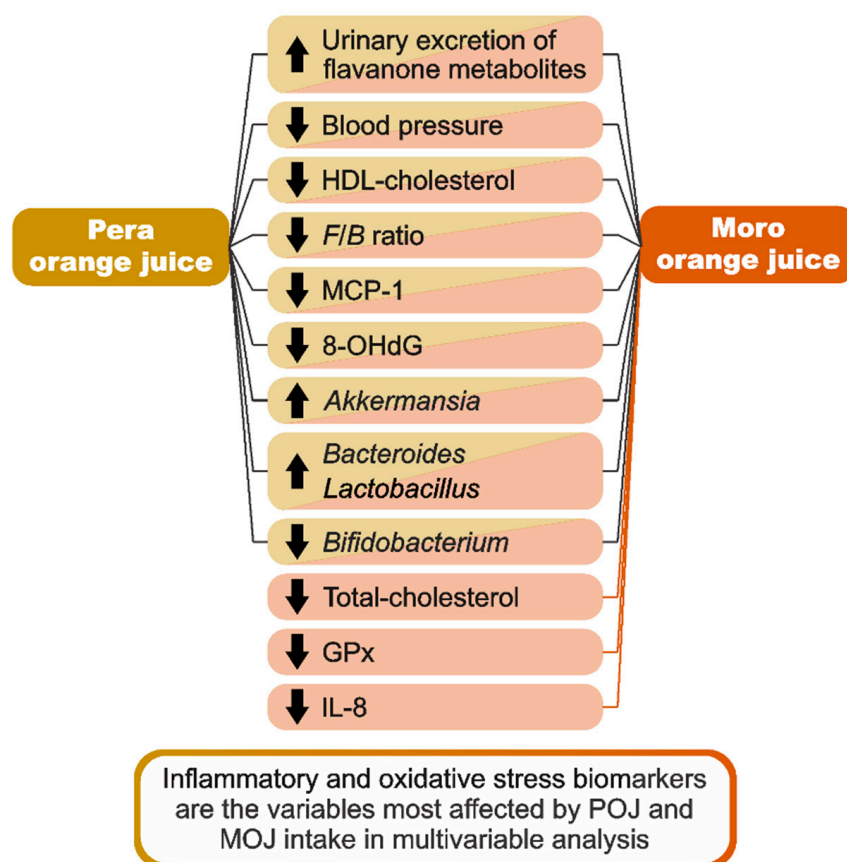 Urinary excretion of
flavanone metabolites
Blood pressure
HDL-cholesterol
F/B ratio
MCP-1
8-OHdG
Akkermansia
Bacteroides
Lactobacillus
Bifidobacterium
Total-cholesterol
GPx
IL-8
Pera
orange juice
Moro
orange juice
Inflammatory and oxidative stress biomarkers
are the variables most affected by POJ and
MOJ intake in multivariable analysis